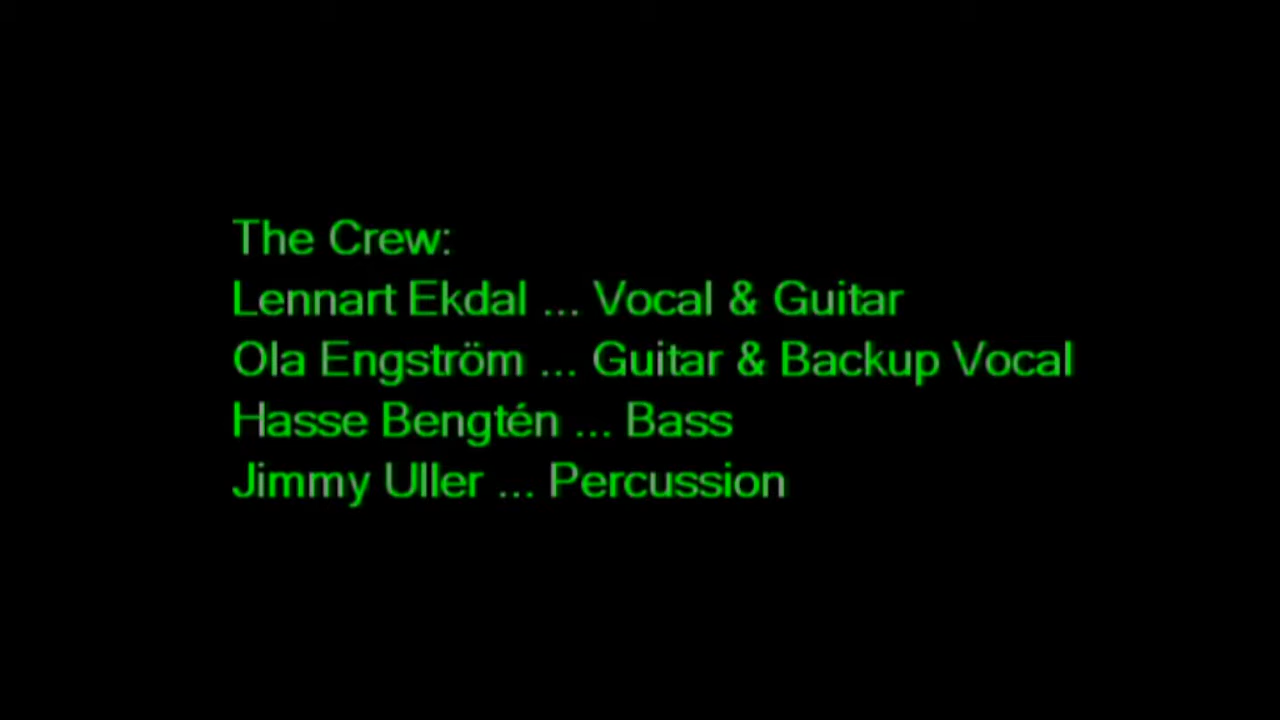 The Crew:
Lennart Ekdal ... Vocal & Guitar
Ola Engström ... Guitar & Backup Vocal
Hasse Bengtén ... Bass
Jimmy Uller ... Percussion